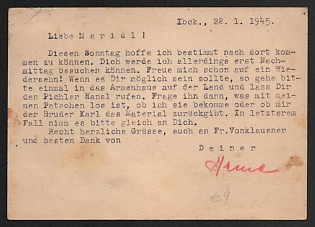 Ibck., 22.1.1945.
Liebe Mariedl!
Diesen Sonntag hoffe ich bestimmt nach dort kom-
men zu können. Dich werde ich allerdings erst Nach-
mittag besuchen können. Freue mich schon auf ein Wie-
dersehn! Wenn es Dir möglich sein sollte, so gehe bit-
te einmal in das Armenhaus auf der Lend und lass Dir
den Pichler Hansl rufen. Frage ihn dann, was mit mei-
nen Patschen los ist, ob ich sie bekomme oder ob mir
der Bruder Karl das Material zurückgibt. In letzterem
Fall nimm es bitte gleich an Dich.
Recht herzliche Grüsse, auch an Fr.Vonklausner
und besten Dank von
Deiner